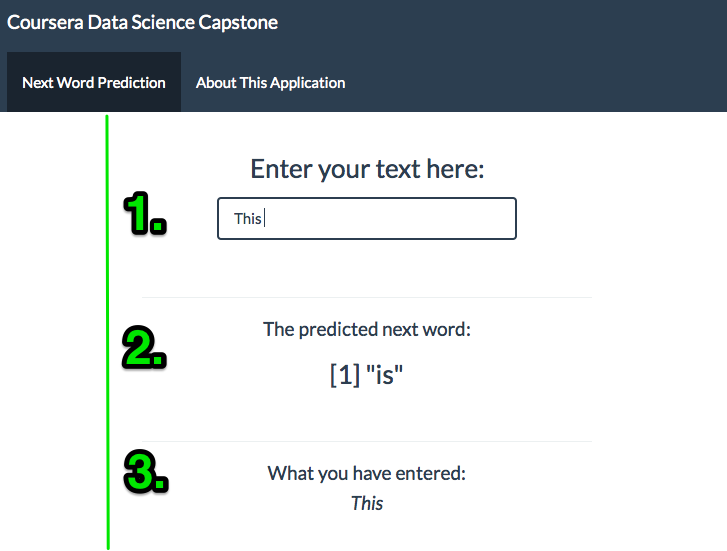 Coursera Data Science Capstone
Next Word Prediction About This Application
Enter your text here:
1.
This
The predicted next word:
2.
[1] "is"
3.
What you have entered:
This